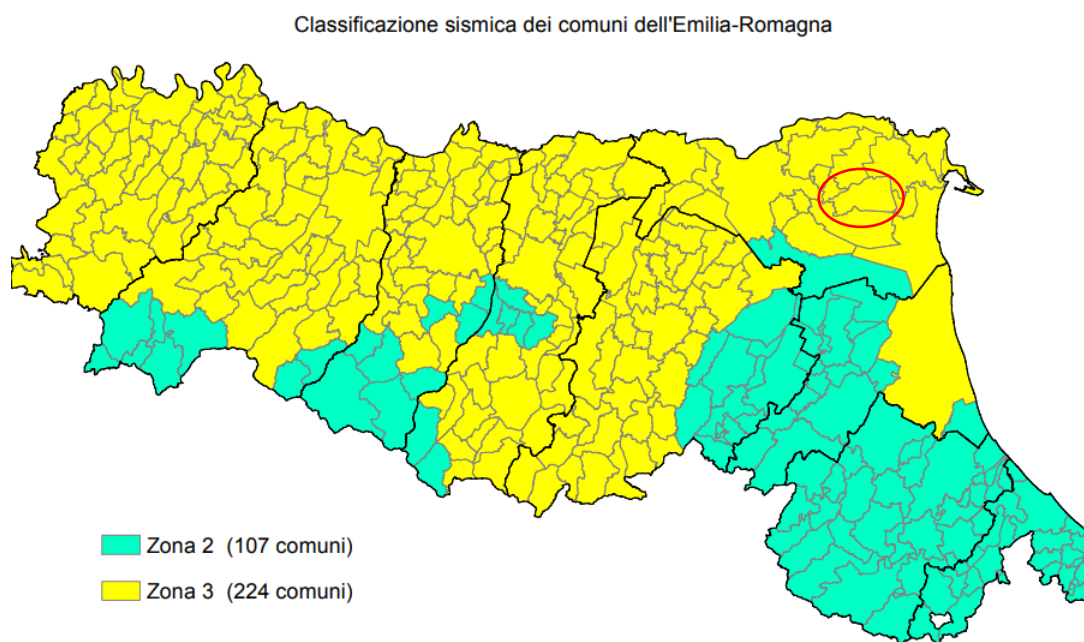 Classificazione sismica dei comuni dell'Emilia-Romagna
Zona 2 (107 comuni)
Zona 3 (224 comuni)